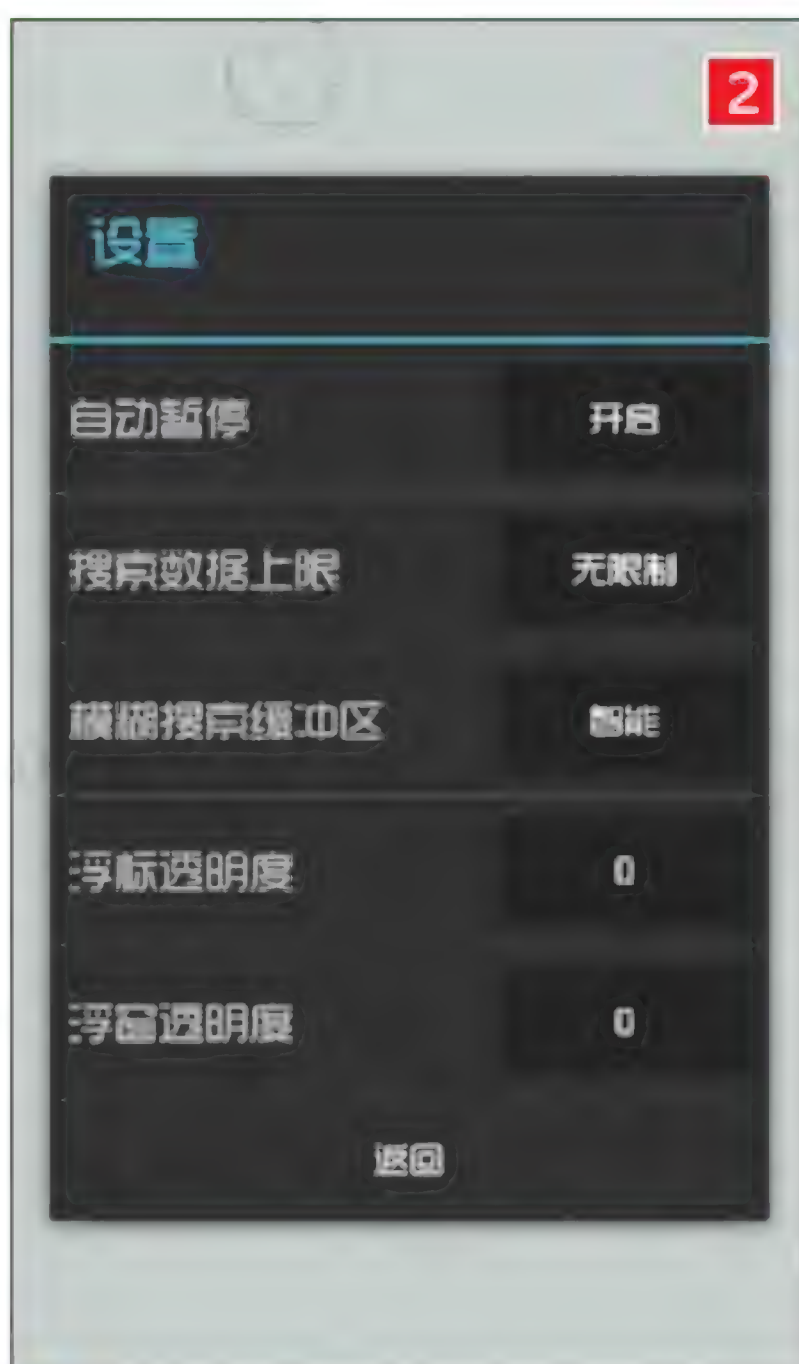 2
设置
自动暂停 开启
搜索数据上限 无限制
模糊搜索缓冲区 智能
浮标透明度 0
浮窗透明度 0
返回